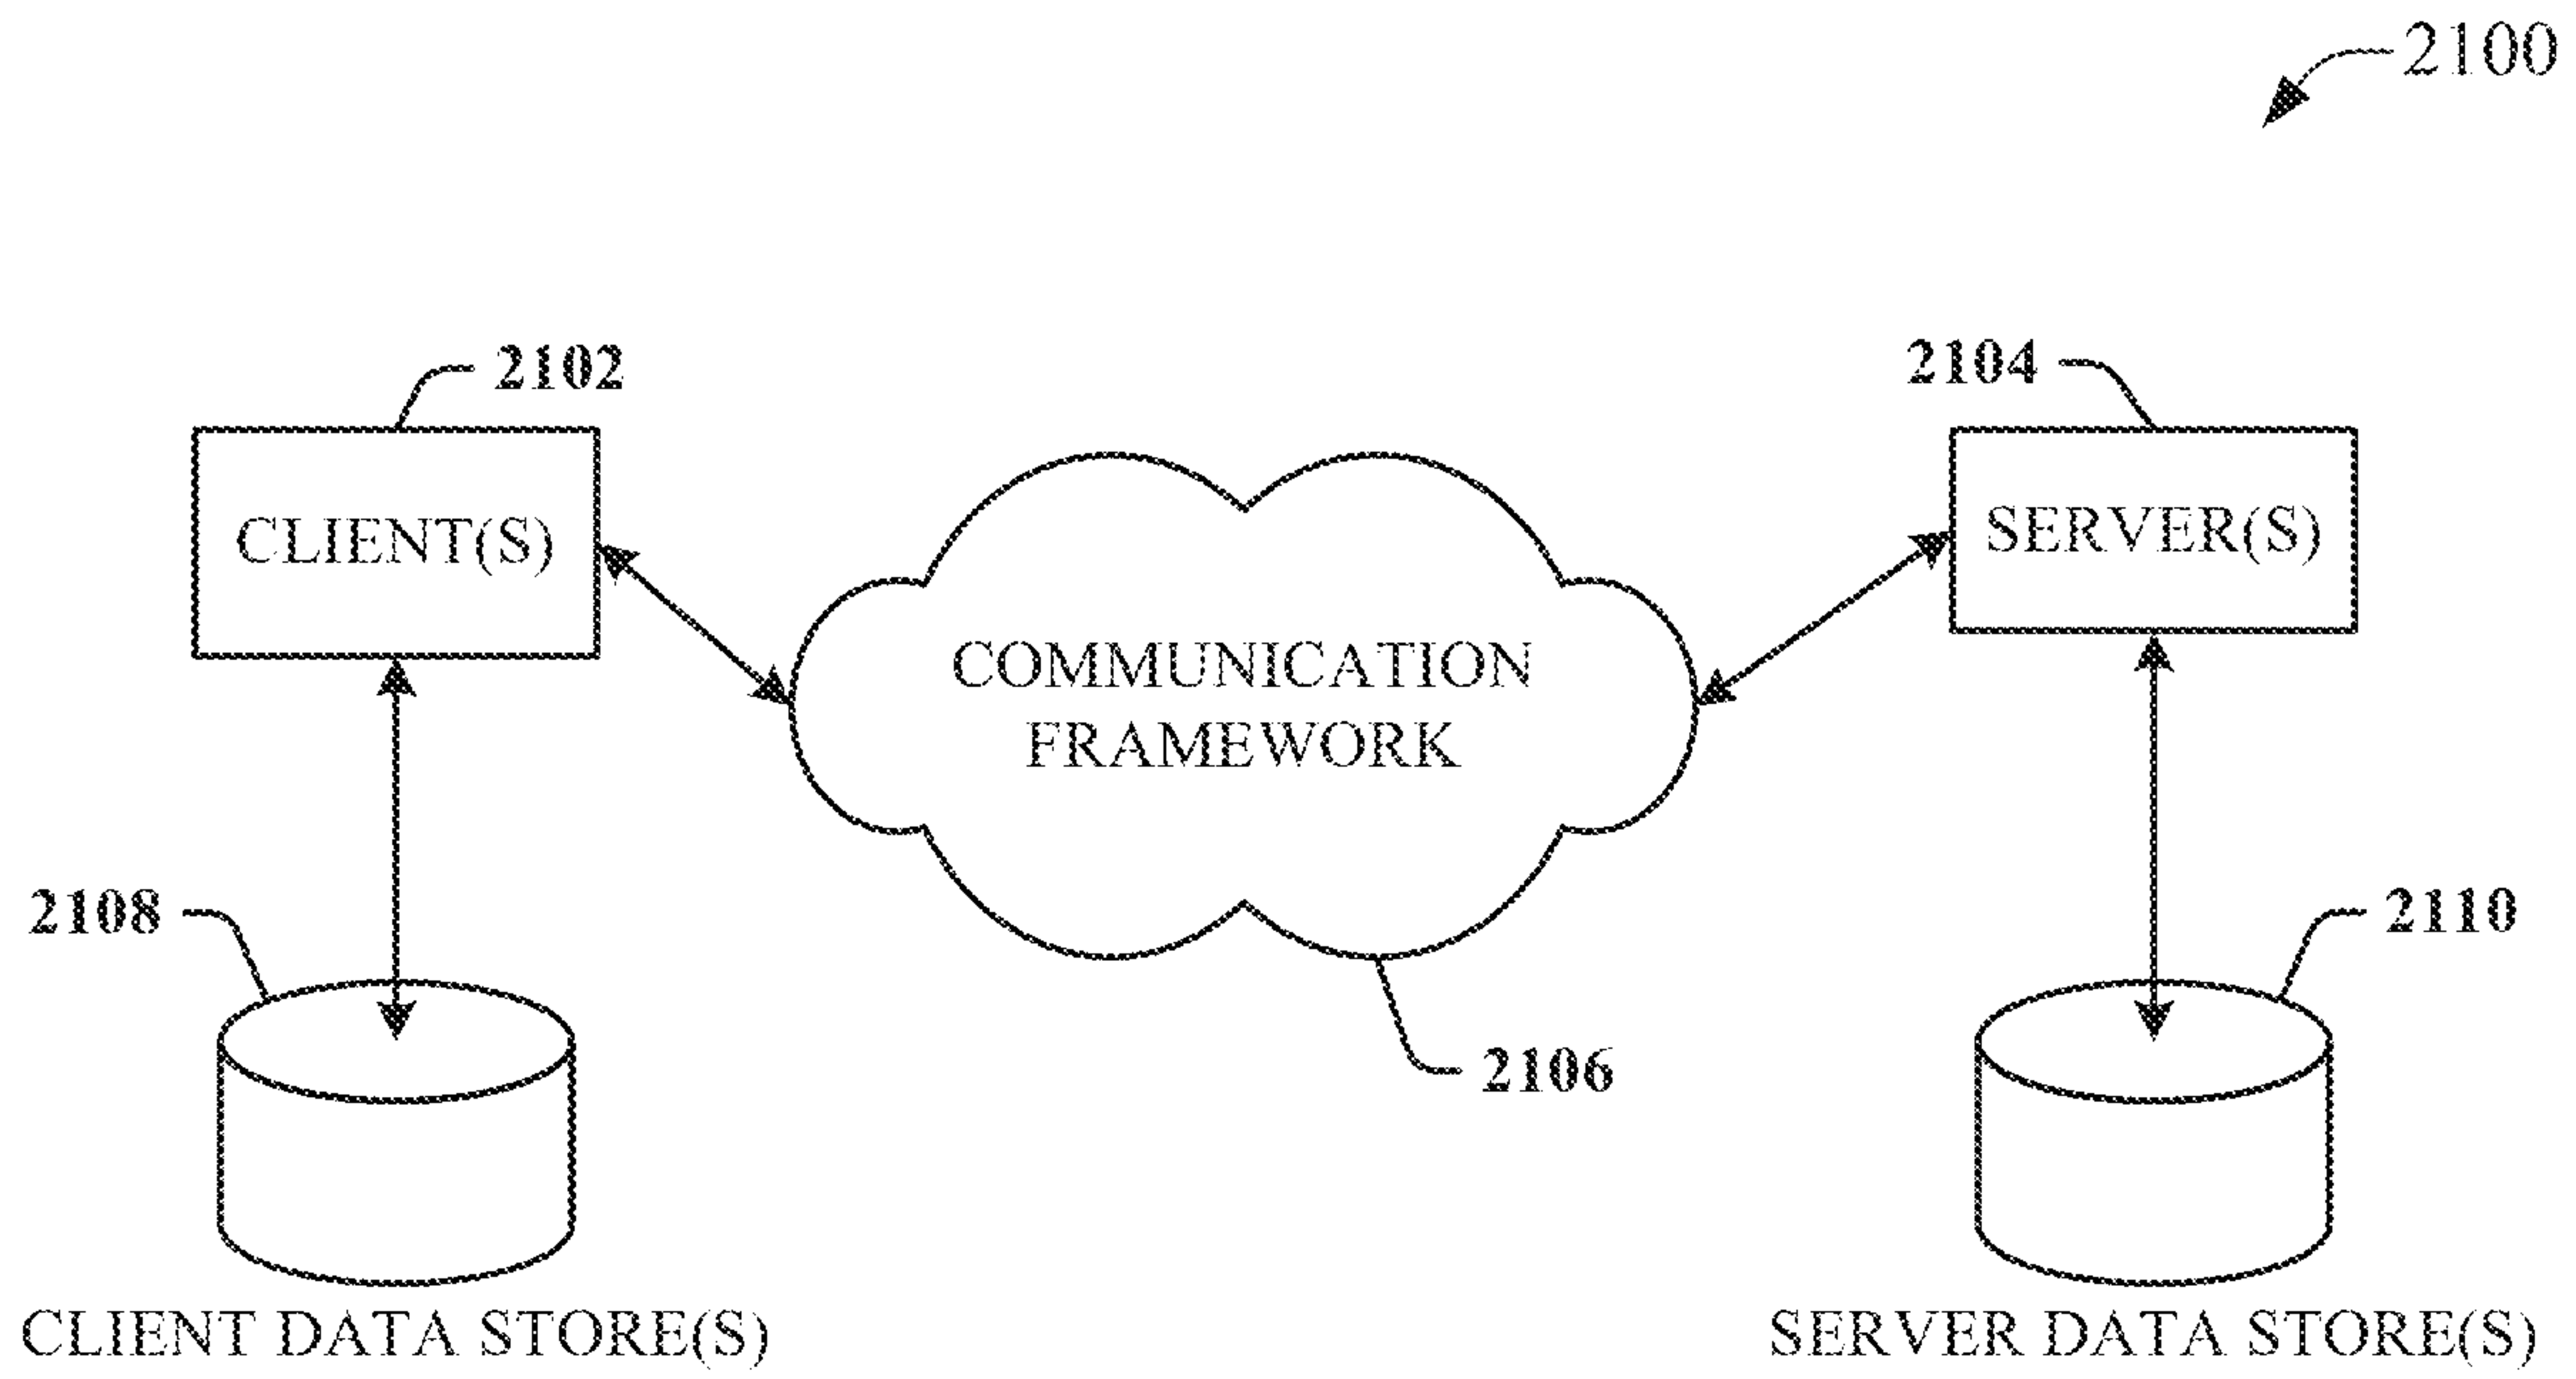 2100
2102
2104
CLIENT(S)
SERVER(S)
COMMUNICATION
FRAMEWORK
2108
2110
2106
CLIENT DATA STORE(S)
SERVER DATA STORE(S)